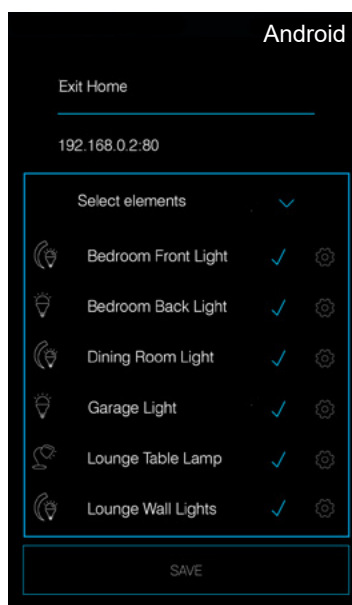 Android
Exit Home
192.168.0.2:80
Select elements
Bedroom Front Light
Bedroom Back Light
Dining Room Light
Garage Light
Lounge Table Lamp
Lounge Wall Lights
SAVE